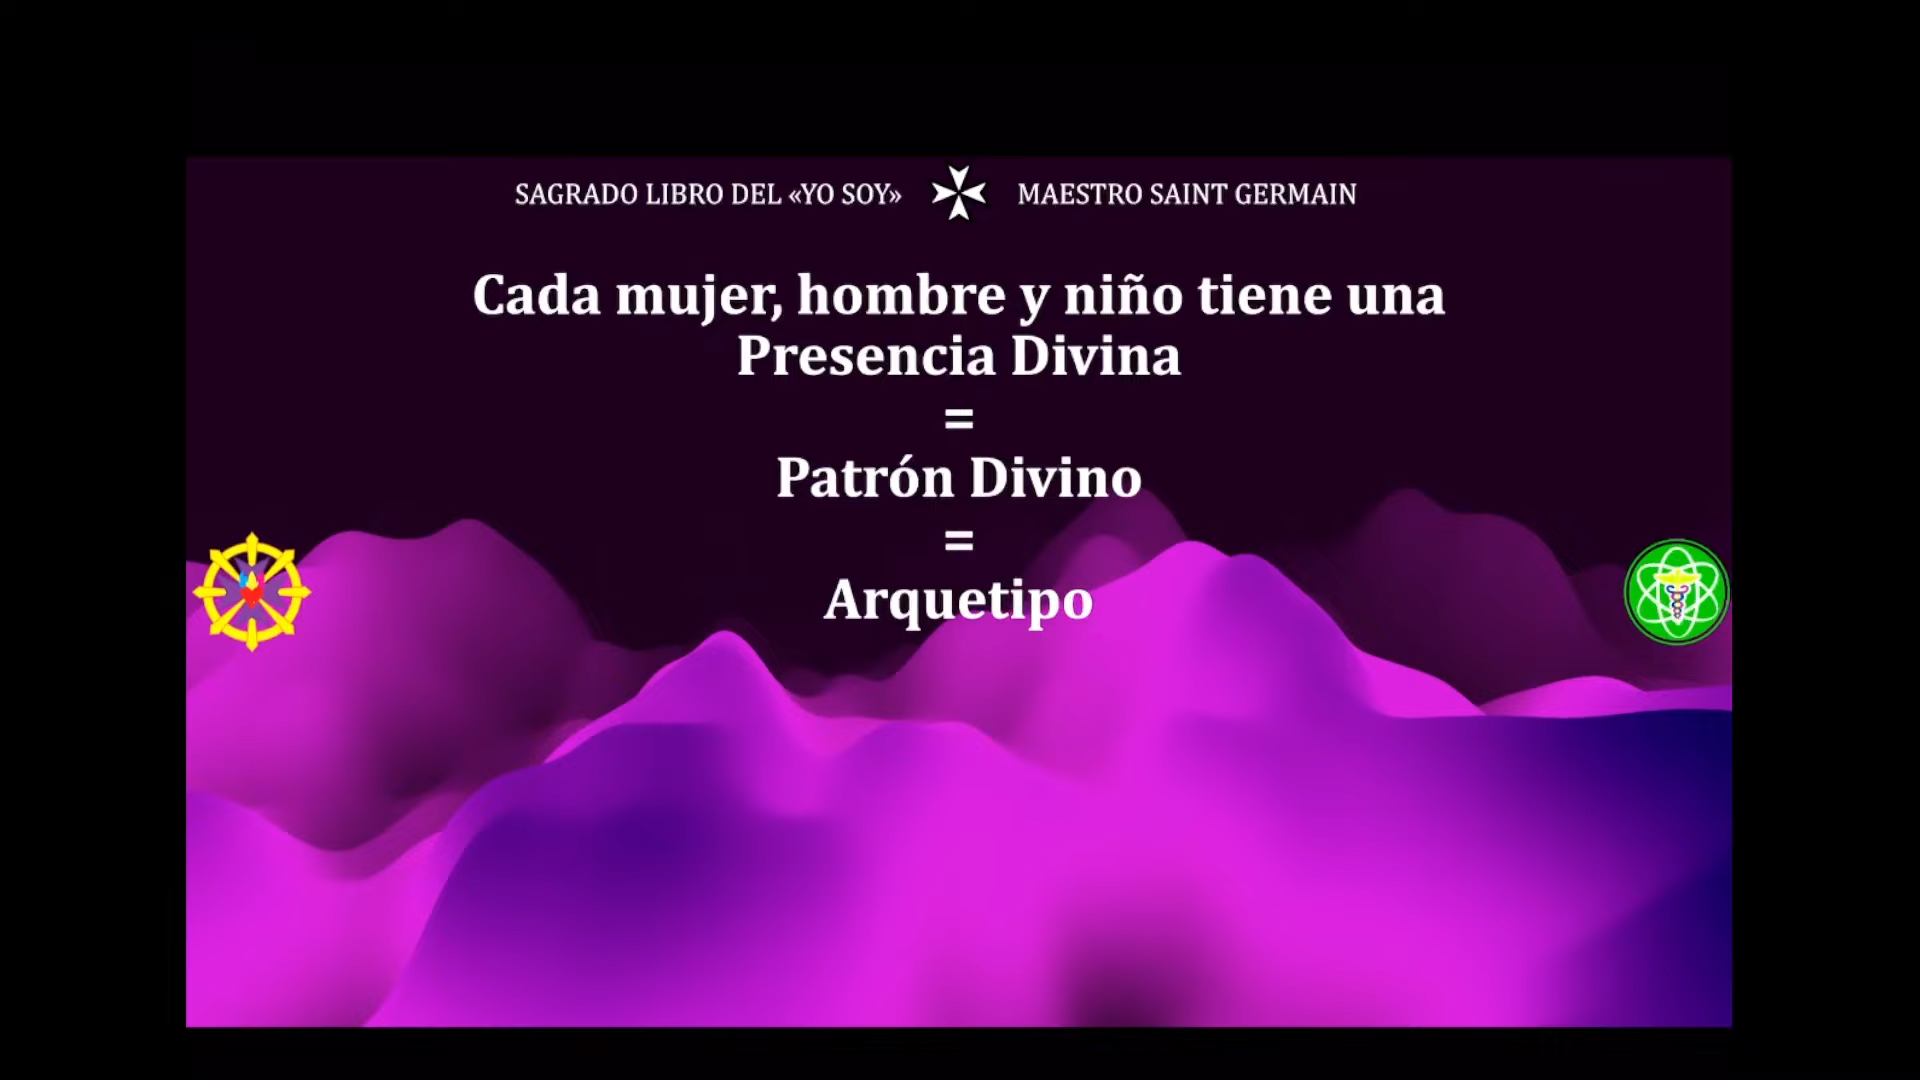 SAGRADO LIBRO DEL «YO SOY» MAESTRO SAINT GERMAIN
Cada mujer, hombre y niño tiene una
Presencia Divina
=
Patrón Divino
=
Arquetipo